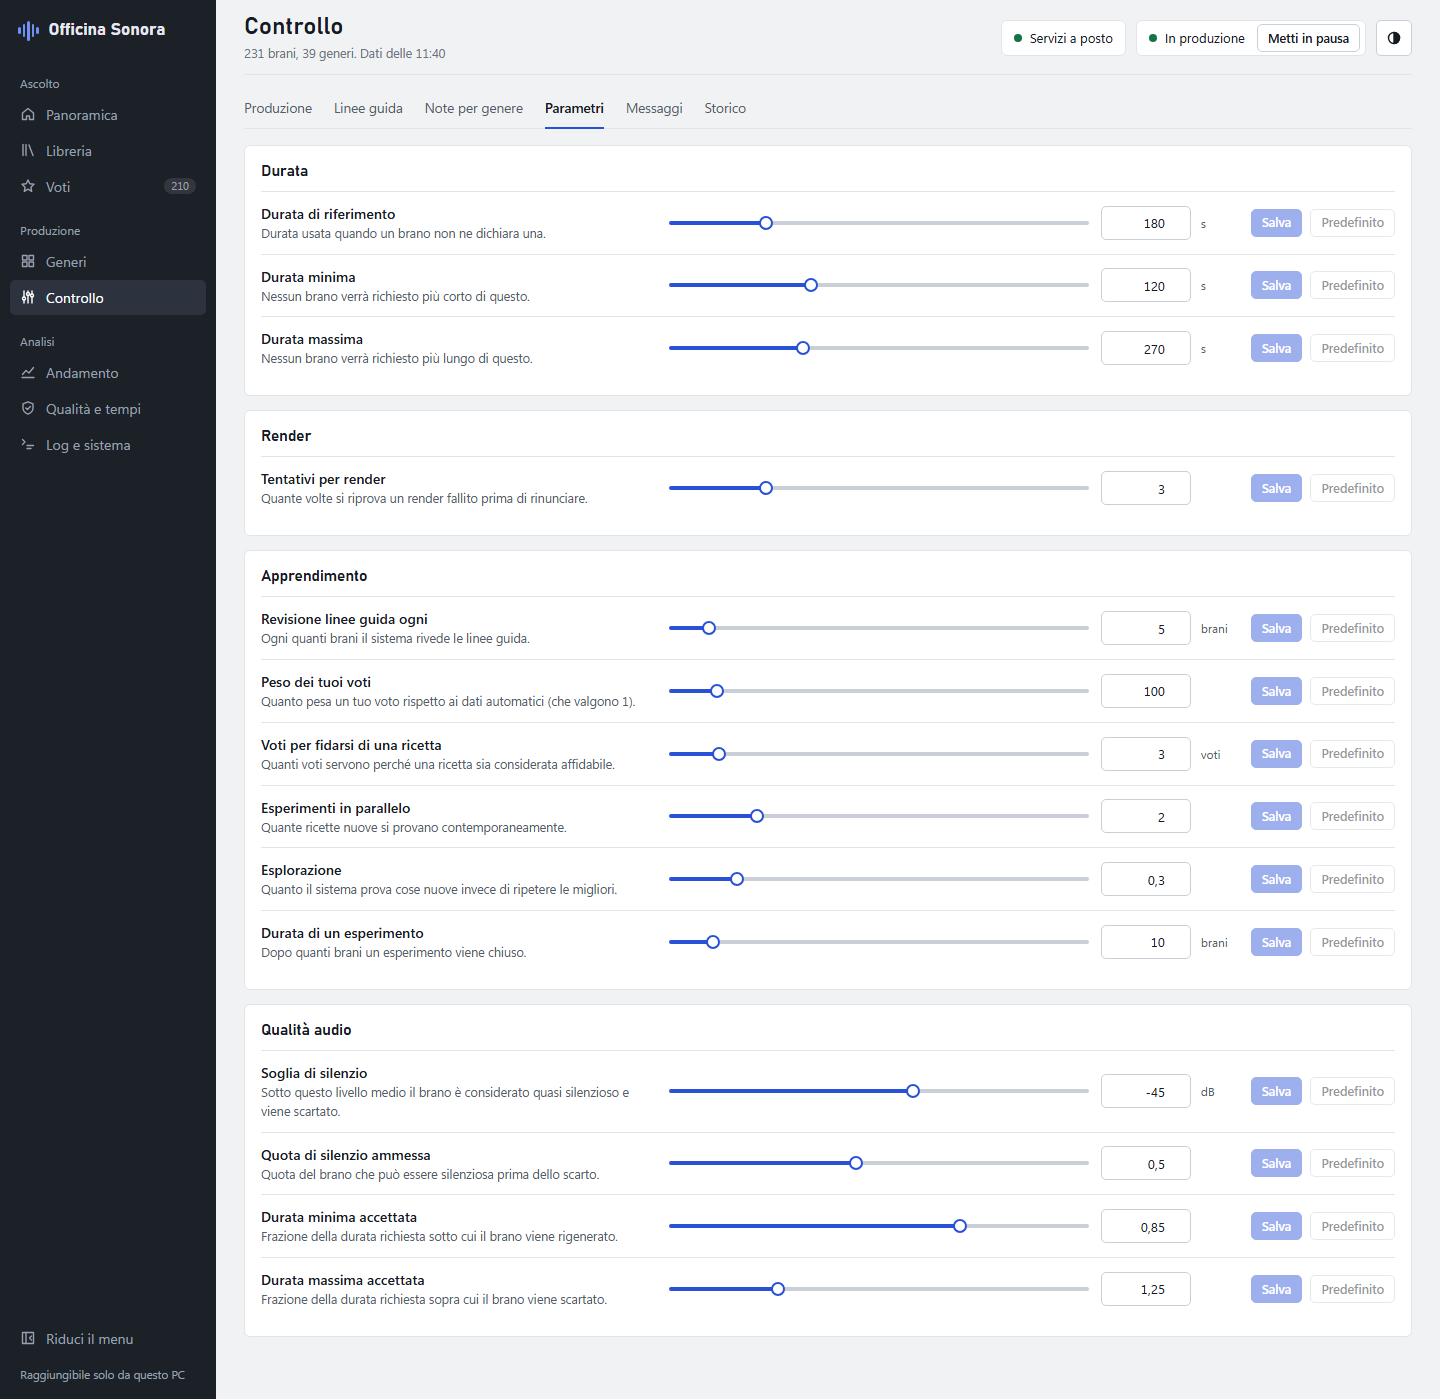 Officina Sonora
Ascolto
Panoramica
Libreria
Voti 210
Produzione
Generi
Controllo
Analisi
Andamento
Qualità e tempi
Log e sistema
Riduci il menu
Raggiungibile solo da questo PC
Controllo
231 brani, 39 generi. Dati delle 11:40
Servizi a posto
In produzione Metti in pausa
Produzione Linee guida Note per genere Parametri Messaggi Storico
Durata
Durata di riferimento
Durata usata quando un brano non ne dichiara una.
180 s Salva Predefinito
Durata minima
Nessun brano verrà richiesto più corto di questo.
120 s Salva Predefinito
Durata massima
Nessun brano verrà richiesto più lungo di questo.
270 s Salva Predefinito
Render
Tentativi per render
Quante volte si riprova un render fallito prima di rinunciare.
3 Salva Predefinito
Apprendimento
Revisione linee guida ogni
Ogni quanti brani il sistema rivede le linee guida.
5 brani Salva Predefinito
Peso dei tuoi voti
Quanto pesa un tuo voto rispetto ai dati automatici (che valgono 1).
100 Salva Predefinito
Voti per fidarsi di una ricetta
Quanti voti servono perché una ricetta sia considerata affidabile.
3 voti Salva Predefinito
Esperimenti in parallelo
Quante ricette nuove si provano contemporaneamente.
2 Salva Predefinito
Esplorazione
Quanto il sistema prova cose nuove invece di ripetere le migliori.
0,3 Salva Predefinito
Durata di un esperimento
Dopo quanti brani un esperimento viene chiuso.
10 brani Salva Predefinito
Qualità audio
Soglia di silenzio
Sotto questo livello medio il brano è considerato quasi silenzioso e
viene scartato.
-45 dB Salva Predefinito
Quota di silenzio ammessa
Quota del brano che può essere silenziosa prima dello scarto.
0,5 Salva Predefinito
Durata minima accettata
Frazione della durata richiesta sotto cui il brano viene rigenerato.
0,85 Salva Predefinito
Durata massima accettata
Frazione della durata richiesta sopra cui il brano viene scartato.
1,25 Salva Predefinito